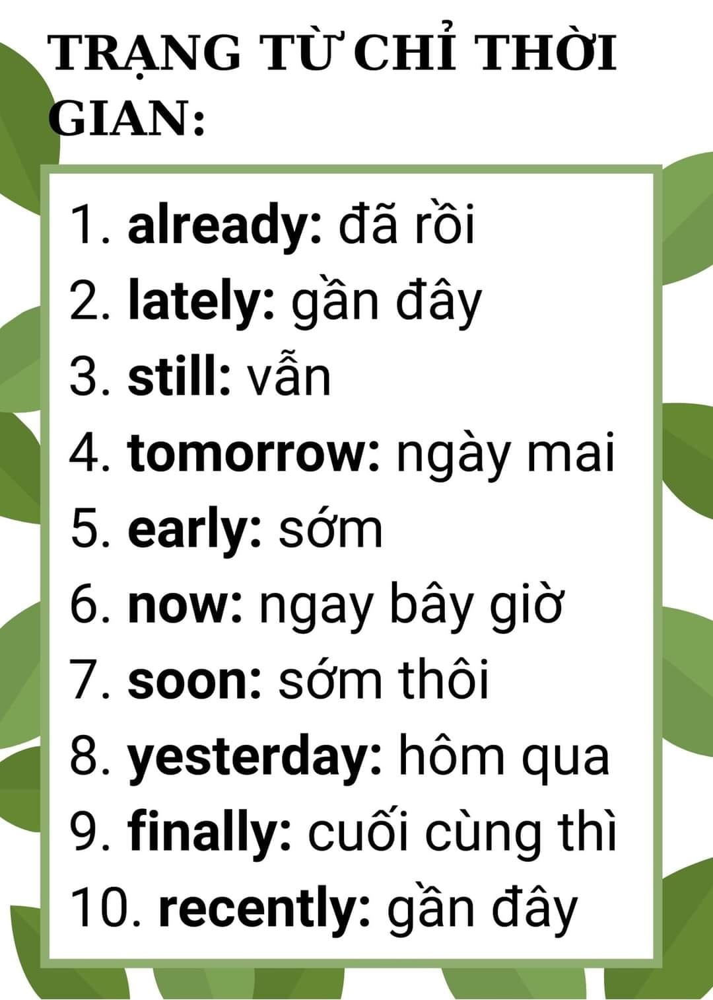 TRẠNG TỪ CHỈ THỜI
GIAN:
1. already: đã rồi
2. lately: gần đây
3. still: vẫn
4. tomorrow: ngày mai
5. early: sớm
6. now: ngay bây giờ
7. soon: sớm thôi
8. yesterday: hôm qua
9. finally: cuối cùng thì
10. recently: gần đây